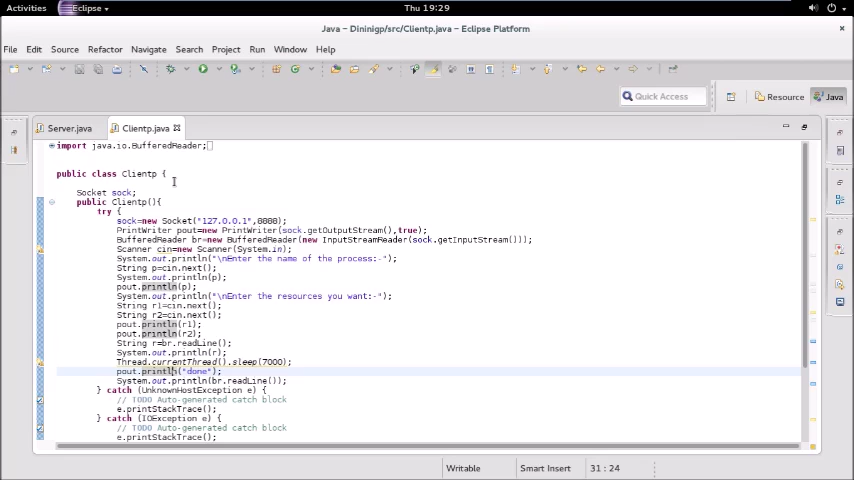 Activities Eclipse Thu 19:29
Java – Dininigp/src/Clientp.java – Eclipse Platform
File Edit Source Refactor Navigate Search Project Run Window Help
Quick Access Resource Java
Server.java Clientp.java
import java.io.BufferedReader;
public class Clientp {
Socket sock;
public Clientp(){
try {
sock=new Socket("127.0.0.1",8888);
PrintWriter pout=new PrintWriter(sock.getOutputStream(),true);
BufferedReader br=new BufferedReader(new InputStreamReader(sock.getInputStream()));
Scanner cin=new Scanner(System.in);
System.out.println("\nEnter the name of the process:-");
String p=cin.next();
System.out.println(p);
pout.println(p);
System.out.println("\nEnter the resources you want:-");
String r1=cin.next();
String r2=cin.next();
pout.println(r1);
pout.println(r2);
String r=br.readLine();
System.out.println(r);
Thread.currentThread().sleep(7000);
pout.println("done");
System.out.println(br.readLine());
} catch (UnknownHostException e) {
// TODO Auto-generated catch block
e.printStackTrace();
} catch (IOException e) {
// TODO Auto-generated catch block
e.printStackTrace();
Writable Smart Insert 31 : 24